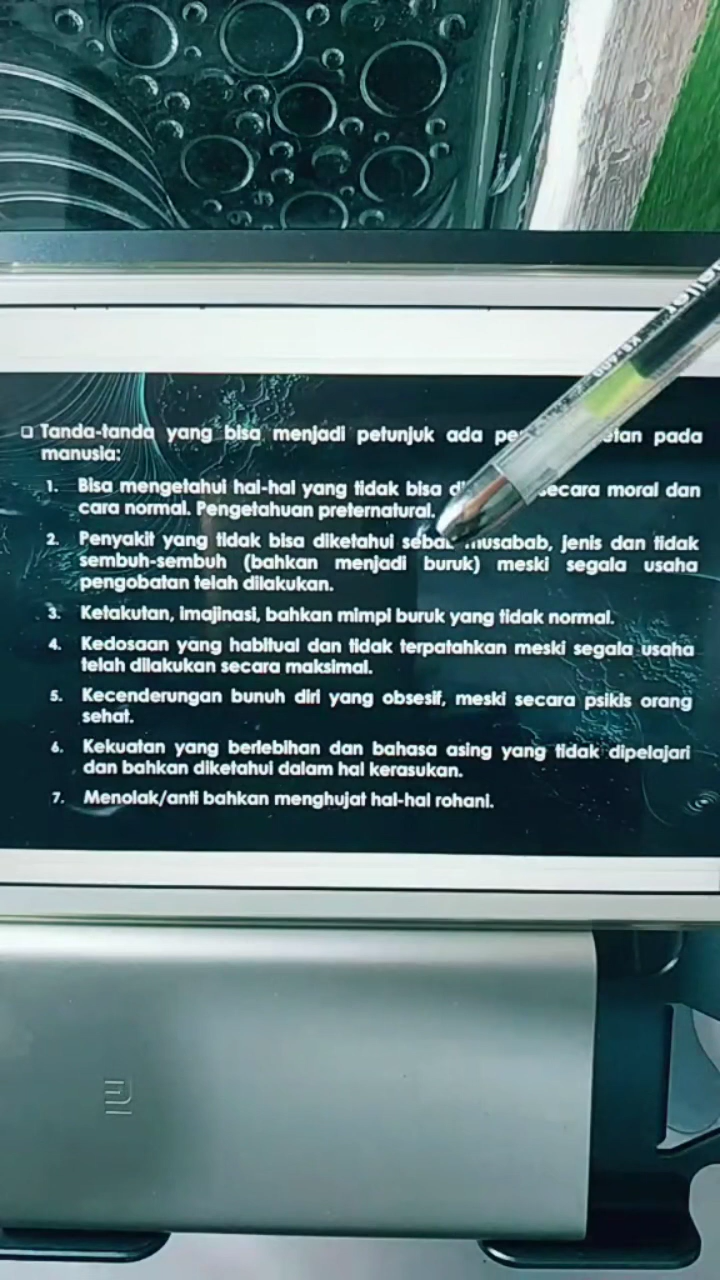 Tanda-tanda yang bisa menjadi petunjuk ada pada
manusia:
1. Bisa mengetahui hal-hal yang tidak bisa secara moral dan
cara normal. Pengetahuan preternatural.
2. Penyakit yang tidak bisa diketahui musabab, jenis dan tidak
sembuh-sembuh (bahkan menjadi buruk) meski segala usaha
pengobatan telah dilakukan.
3. Ketakutan, imajinasi, bahkan mimpi buruk yang tidak normal.
4. Kedosaan yang habitual dan tidak terpatahkan meski segala usaha
telah dilakukan secara maksimal.
5. Kecenderungan bunuh diri yang obsesif, meski secara psikis orang
sehat.
6. Kekuatan yang berlebihan dan bahasa asing yang tidak dipelajari
dan bahkan diketahui dalam hal kerasukan.
7. Menolak/anti bahkan menghujat hal-hal rohani.